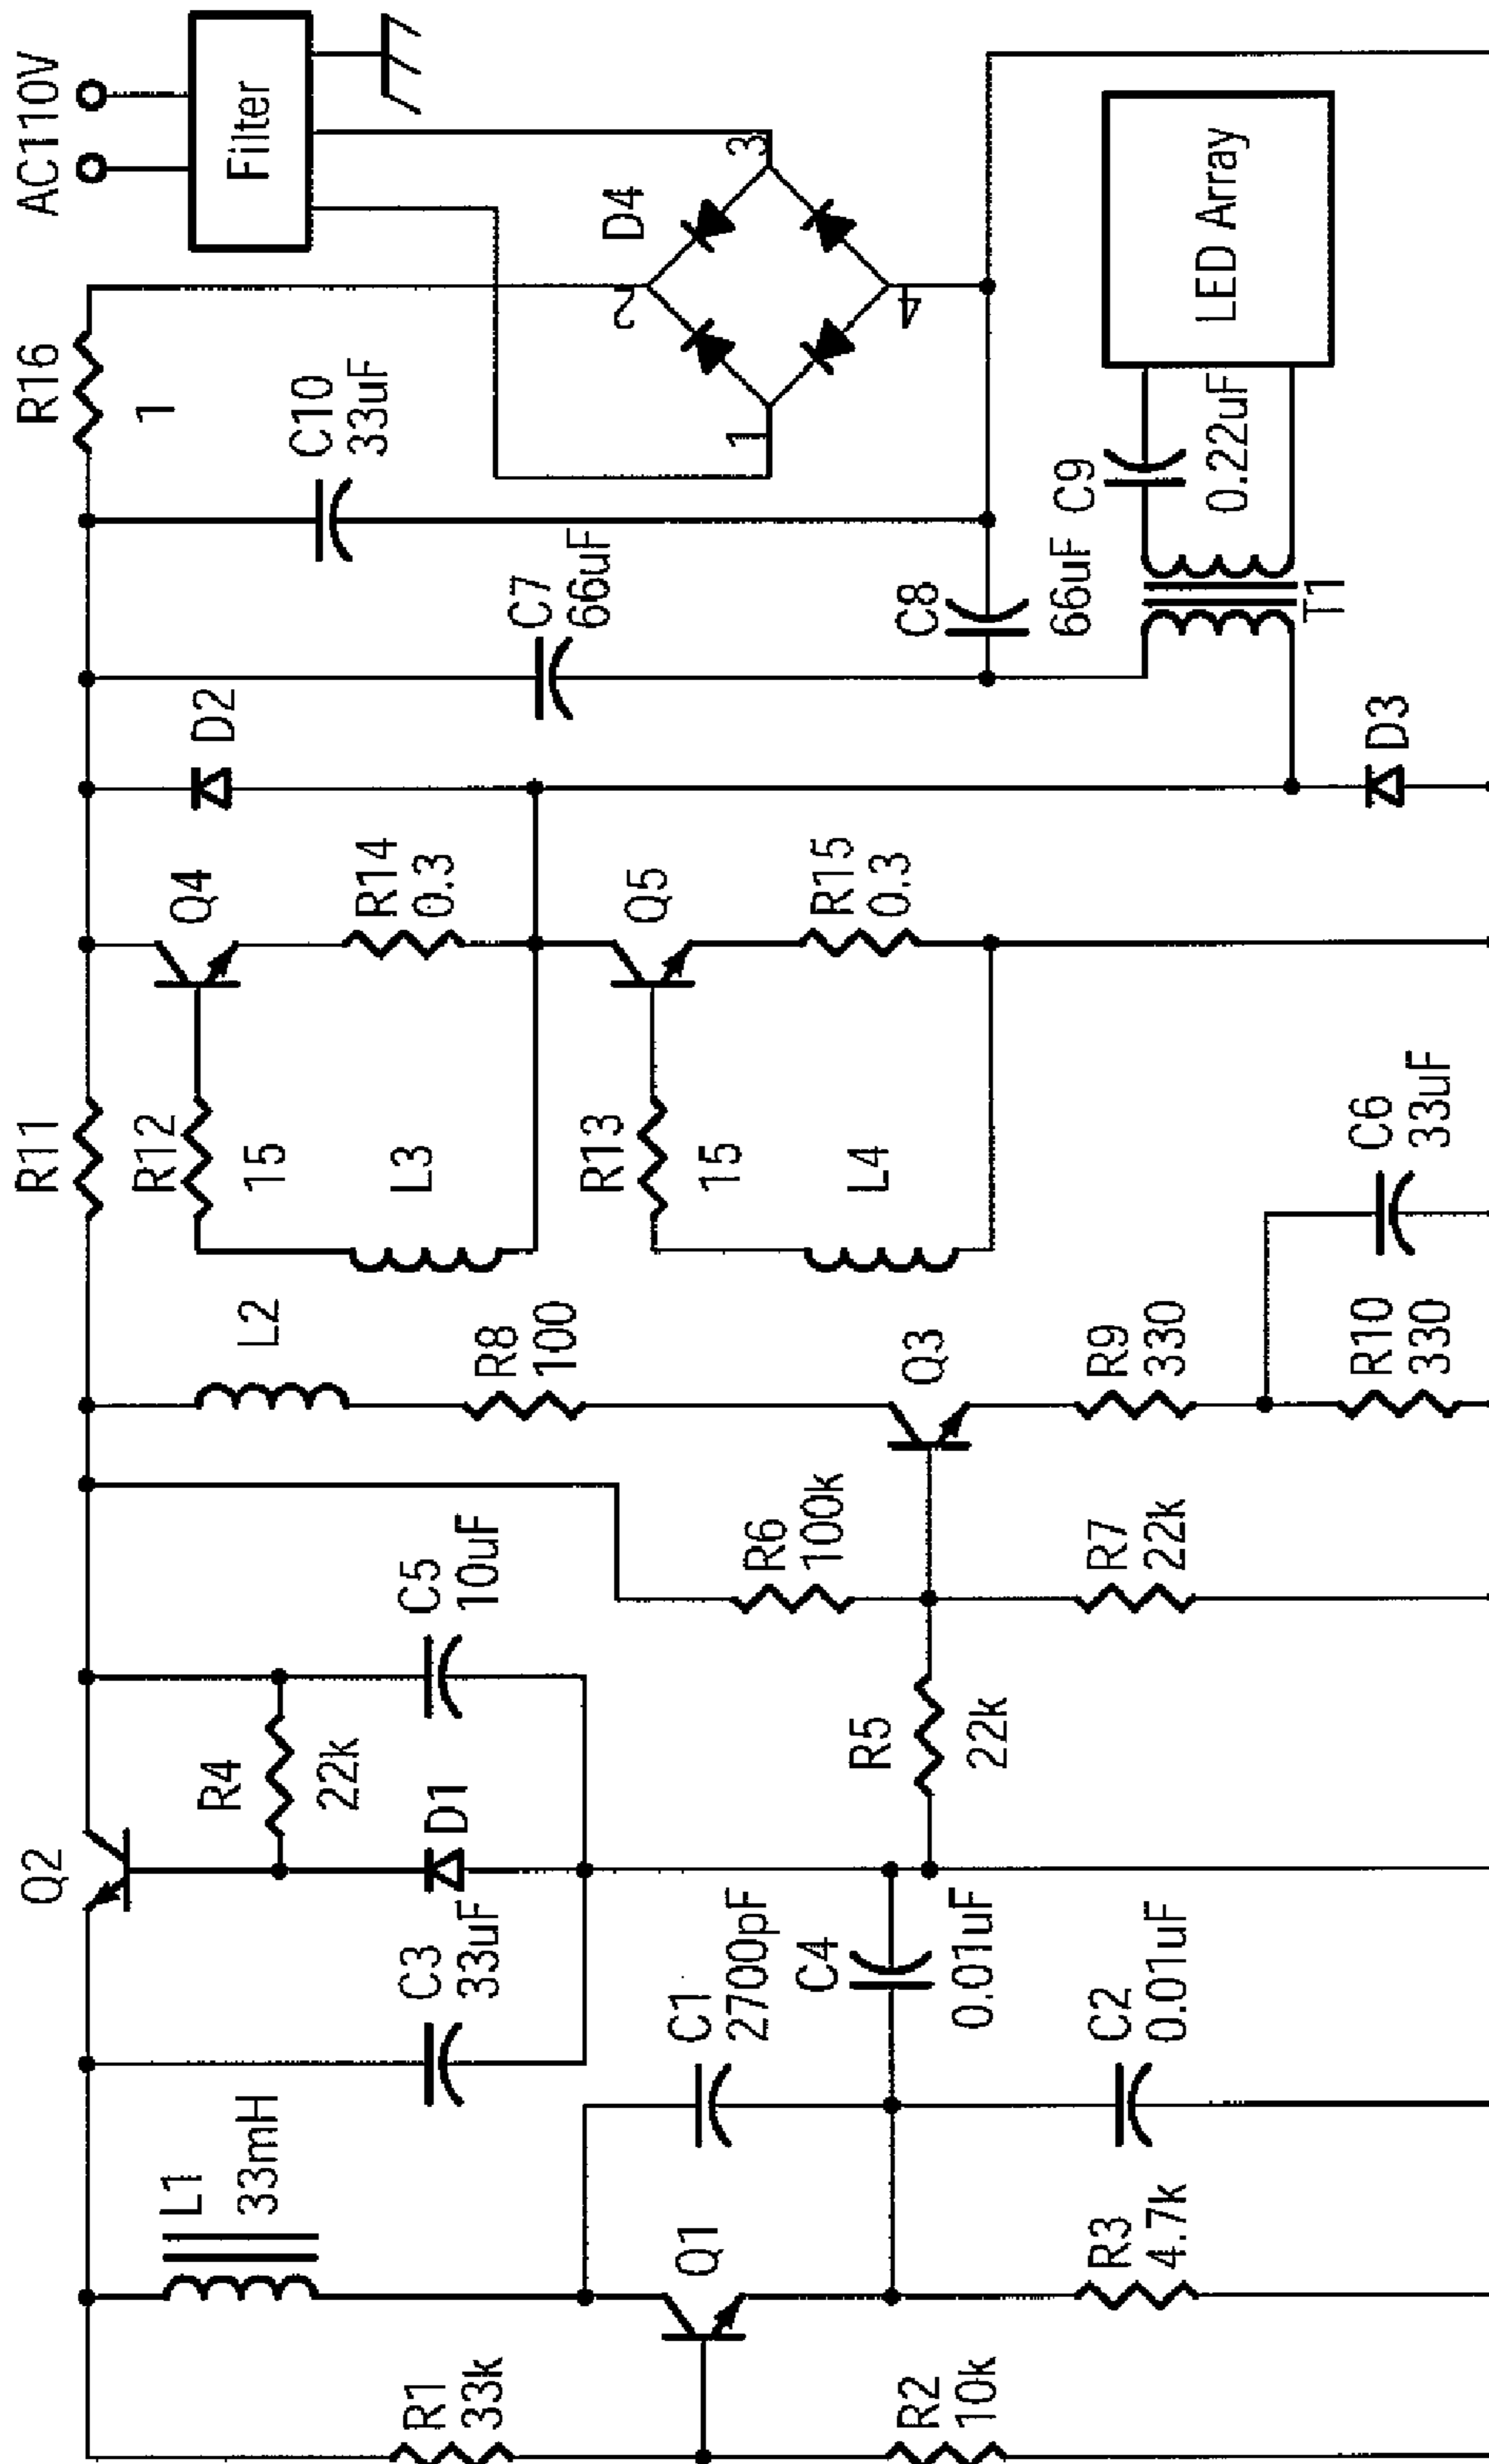 AC110V
Filter
R16
1
C10
33uF
D4
3
2
1
4
LED Array
C7
66uF
C8
66uF
C9
0.22uF
T1
D2
D3
Q4
R14
0.3
Q5
R15
0.3
R11
R12
15
L3
R13
15
L4
C6
33uF
L2
R8
100
Q3
R9
330
R10
330
R6
100k
R7
22k
C5
10uF
R4
22k
R5
22k
Q2
D1
C3
33uF
C1
2700pF
C4
0.01uF
C2
0.01uF
L1
33mH
Q1
R3
4.7k
R1
33k
R2
10k